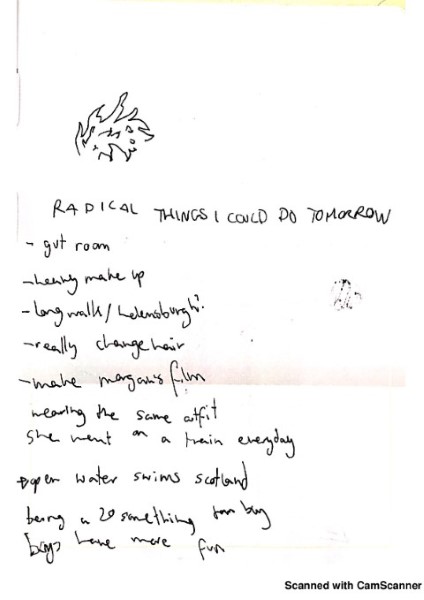 RADICAL THINGS I COULD DO TOMORROW
- gut room
- heavy make up
- long walk / helensburgh?
- really change hair
- make morgan's film
wearing the same outfit
she went on a train everyday
open water swims scotland
being a 20 something tom boy
boys have more fun
Scanned with CamScanner